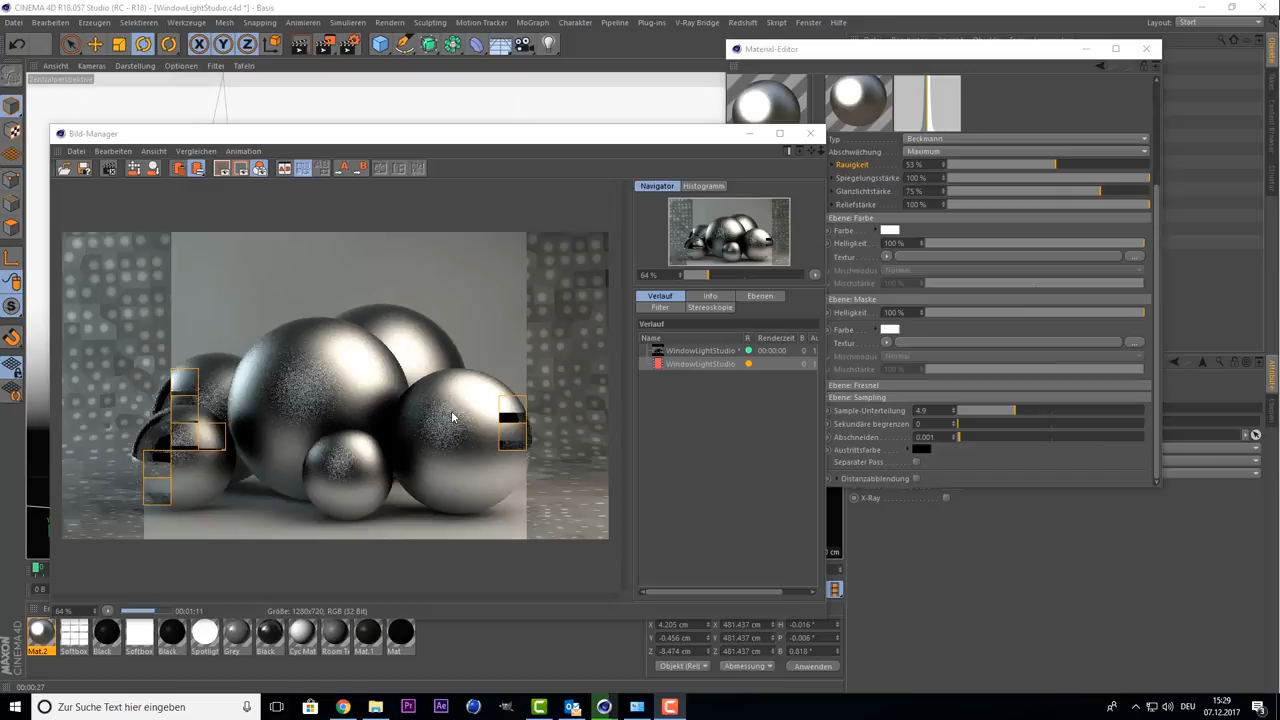 CINEMA 4D R18.057 Studio (RC - R18) - [WindowLightStudio.c4d *] - Basis
Datei Bearbeiten Erzeugen Selektieren Werkzeuge Mesh Snapping Animieren Simulieren Rendern Sculpting Motion Tracker MoGraph Charakter Pipeline Plug-ins V-Ray Bridge Redshift Skript Fenster Hilfe
Layout: Start
X Y Z
Ansicht Kameras Darstellung Optionen Filter Tafeln
Zentralperspektive
Material-Editor
Typ Beckmann
Abschwächung Maximum
Rauigkeit 53 %
Spiegelungsstärke 100 %
Glanzlichtstärke 75 %
Reliefstärke 100 %
Ebene: Farbe
Farbe
Helligkeit 100 %
Textur ...
Mischmodus Normal
Mischstärke 100 %
Ebene: Maske
Helligkeit 100 %
Farbe
Textur ...
Mischmodus Normal
Mischstärke 100 %
Ebene: Fresnel
Ebene: Sampling
Sample-Unterteilung 4.9
Sekundäre begrenzen 0
Abschneiden 0.001
Austrittsfarbe
Separater Pass
Distanzabblendung
X-Ray
Bild-Manager
Datei Bearbeiten Ansicht Vergleichen Animation
Navigator Histogramm
64 %
Verlauf Info Ebenen
Filter Stereoskopie
Verlauf
Name R Renderzeit B
WindowLightStudio * 00:00:00 0
WindowLightStudio 0
64 % 00:01:11 Größe: 1280x720, RGB (32 Bit)
0 B
0 cm
Mat.2 Softbox Black Softbox Black Spotligh Grey Black Cyc Mat Room Te Mat.1 Mat
X 4.205 cm X 481.437 cm H -0.016 °
Y -0.456 cm Y 481.437 cm P -0.006 °
Z -8.474 cm Z 481.437 cm B 0.818 °
Objekt (Rel) Abmessung Anwenden
MAXON CINEMA 4D
00:00:27
Zur Suche Text hier eingeben
DEU
15:29
07.12.2017